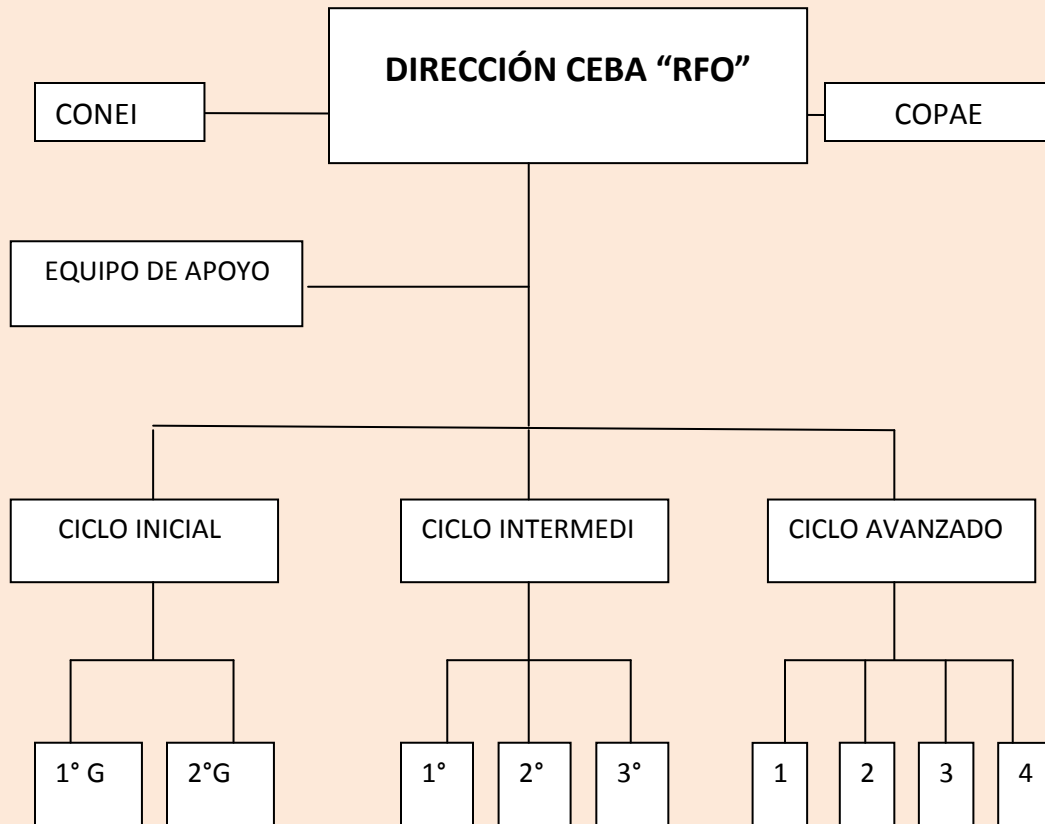 DIRECCIÓN CEBA “RFO”
CONEI
COPAE
EQUIPO DE APOYO
CICLO INICIAL
CICLO INTERMEDI
CICLO AVANZADO
1° G
2°G
1°
2°
3°
1
2
3
4